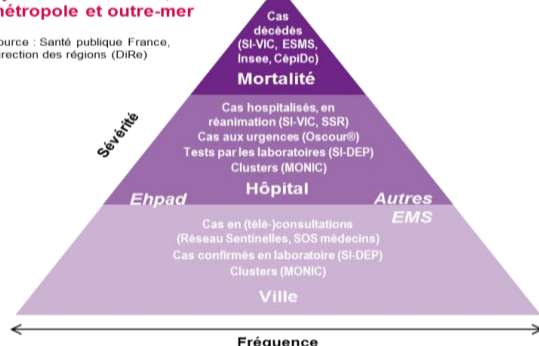 métropole et outre-mer
ource : Santé publique France,
irection des régions (DiRe)
Cas
décédés
(SI-VIC, ESMS,
Insee, CépiDc)
Mortalité
Sévérité
Cas hospitalisés, en
réanimation (SI-VIC, SSR)
Cas aux urgences (Oscour®)
Tests par les laboratoires (SI-DEP)
Clusters (MONIC)
Hôpital
Ehpad
Autres
EMS
Cas en (télé-)consultations
(Réseau Sentinelles, SOS médecins)
Cas confirmés en laboratoire (SI-DEP)
Clusters (MONIC)
Ville
Fréquence